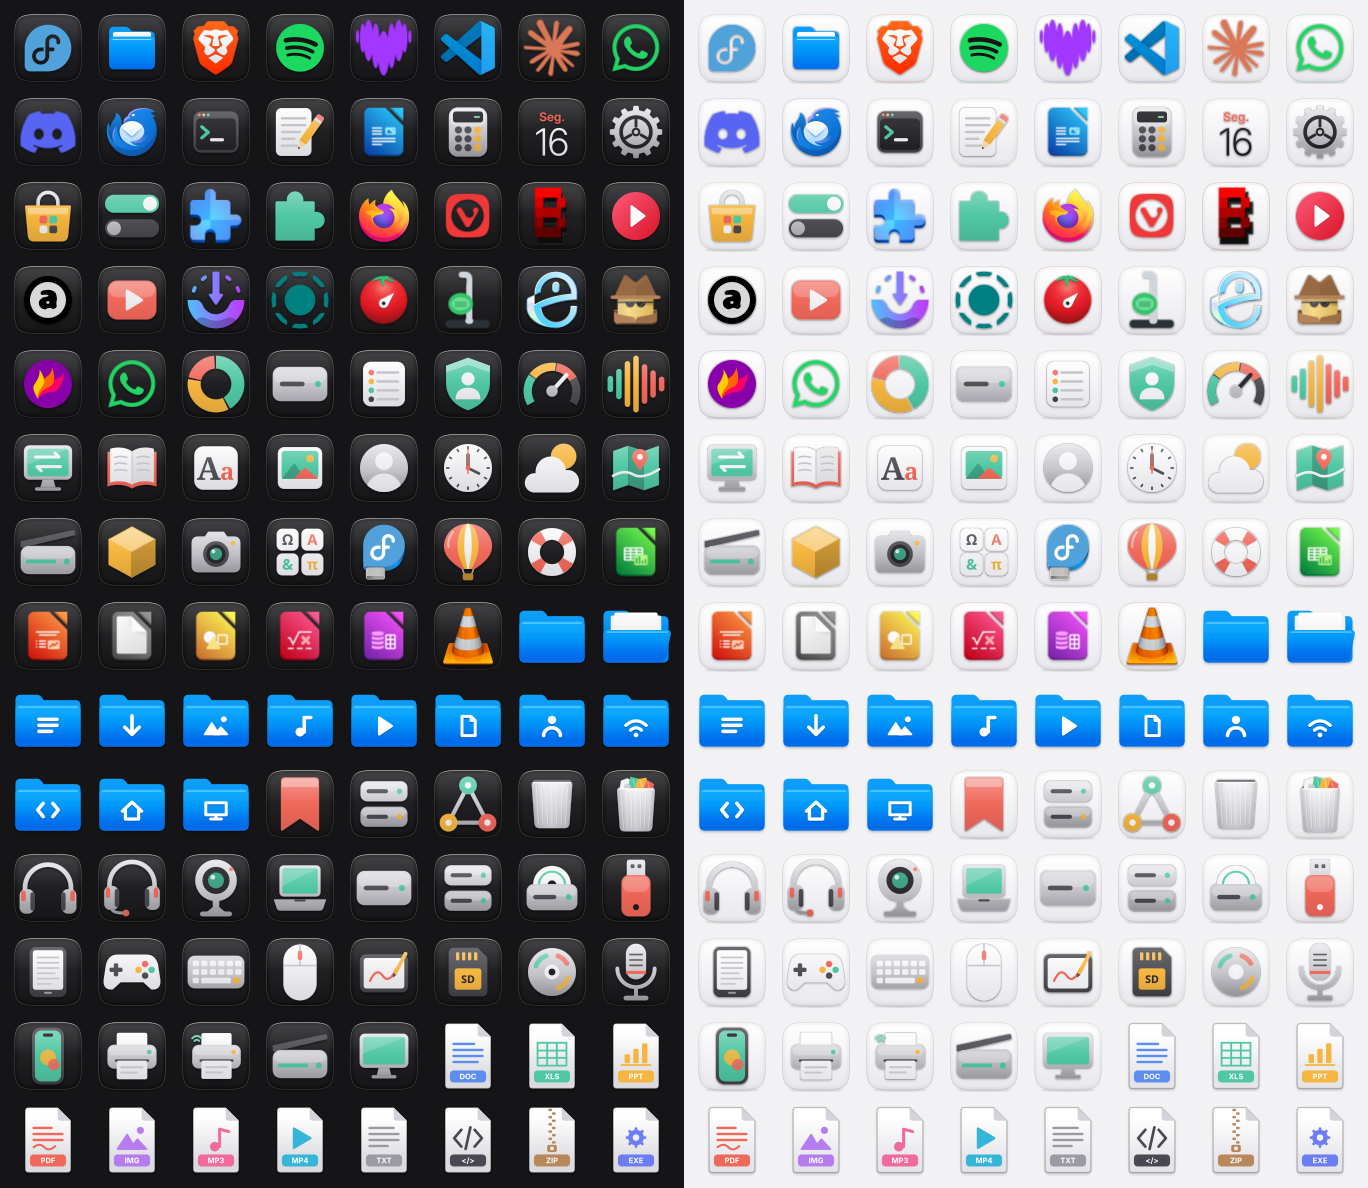 Seg. Seg.
16 16
a a
Aa Aa
Ω A Ω A
& π & π
√x √x
SD SD
DOC XLS PPT DOC XLS PPT
PDF IMG MP3 MP4 TXT </> ZIP EXE PDF IMG MP3 MP4 TXT </> ZIP EXE